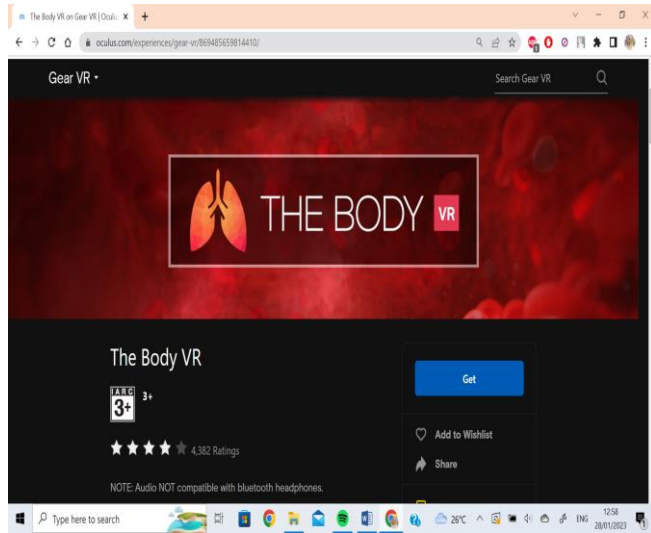 The Body VR on Gear VR | Oculu
oculus.com/experiences/gear-vr/869485659814410/
Gear VR
Search Gear VR
THE BODY VR
The Body VR
IARC
3+
3+
4,382 Ratings
NOTE: Audio NOT compatible with bluetooth headphones.
Get
Add to Wishlist
Share
Type here to search
26°C
ENG
12:58
28/01/2023